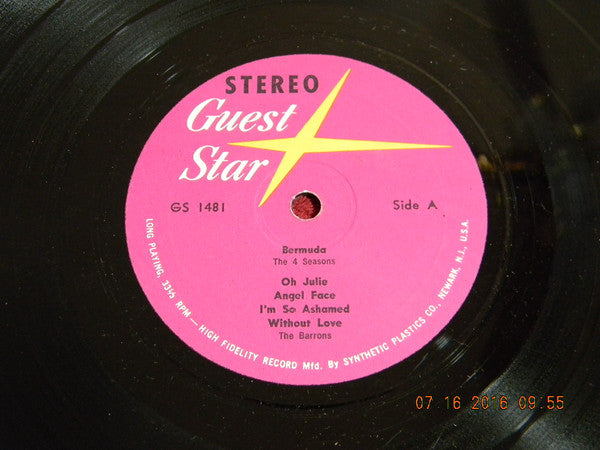 STEREO
Guest
Star
GS 1481
Side A
Bermuda
The 4 Seasons
Oh Julie
Angel Face
I'm So Ashamed
Without Love
The Barrons
LONG PLAYING, 33⅓ RPM — HIGH FIDELITY RECORD Mfd. By SYNTHETIC PLASTICS CO., NEWARK, N.J., U.S.A.
07.16 2016 09:55